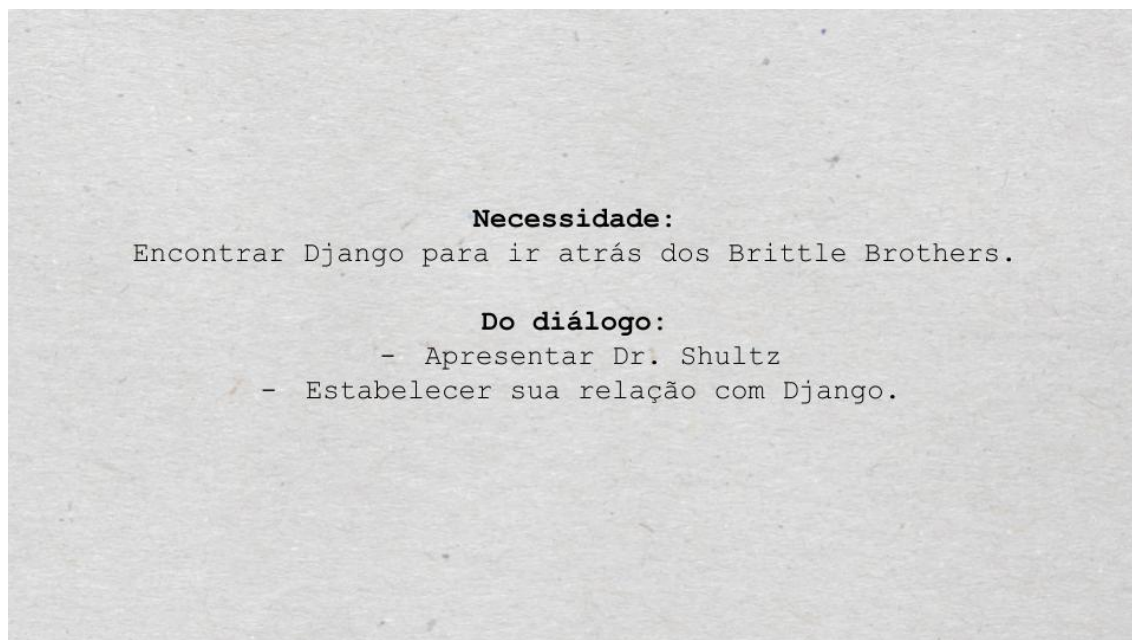 Necessidade:
Encontrar Django para ir atrás dos Brittle Brothers.
Do diálogo:
- Apresentar Dr. Shultz
- Estabelecer sua relação com Django.